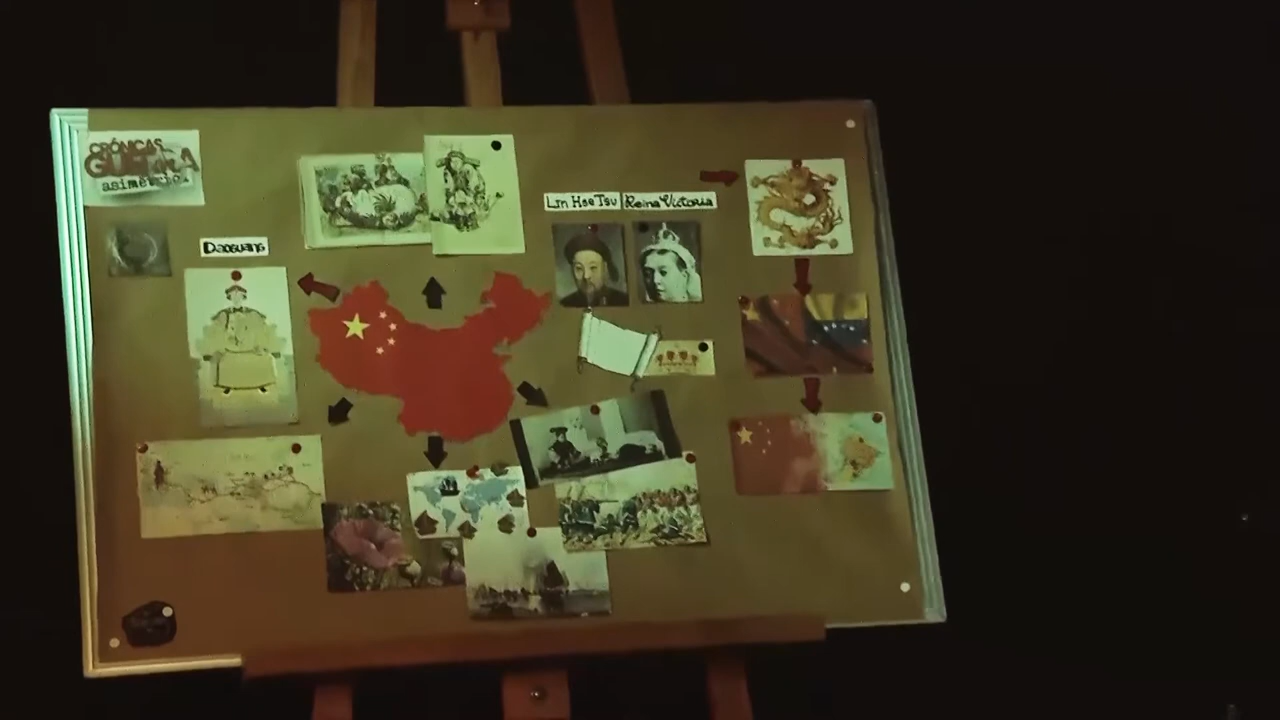 CRÓNICAS
GUERRA
asimétrica
Daoguang
Lin Hse Tsu
Reina Victoria